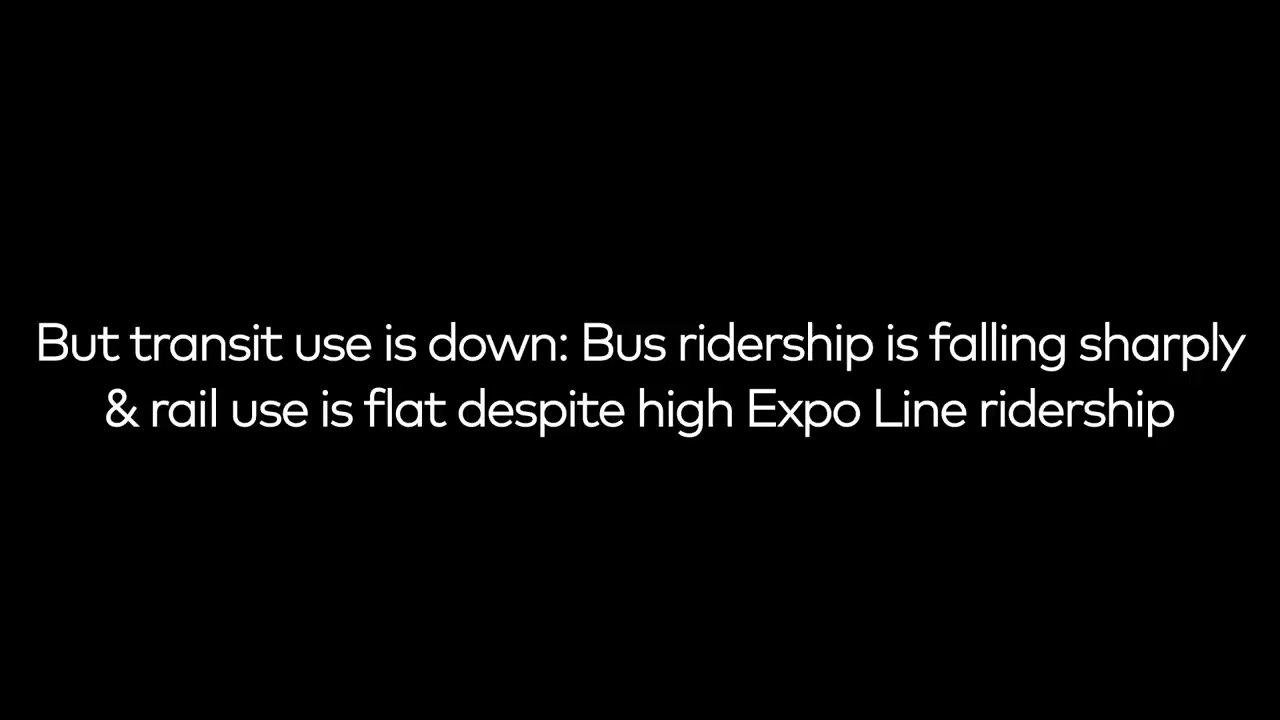 But transit use is down: Bus ridership is falling sharply
& rail use is flat despite high Expo Line ridership